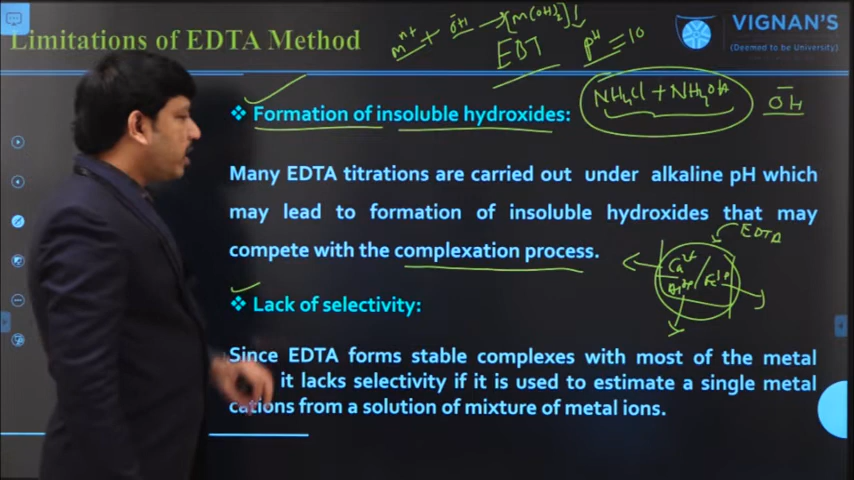 Limitations of EDTA Method
VIGNAN'S
(Deemed to be University)
EBT
pH = 10
NH4Cl + NH4OH
OH
❖ Formation of insoluble hydroxides:
Many EDTA titrations are carried out under alkaline pH which
may lead to formation of insoluble hydroxides that may
compete with the complexation process.
EDTA
❖ Lack of selectivity:
Since EDTA forms stable complexes with most of the metal
it lacks selectivity if it is used to estimate a single metal
cations from a solution of mixture of metal ions.